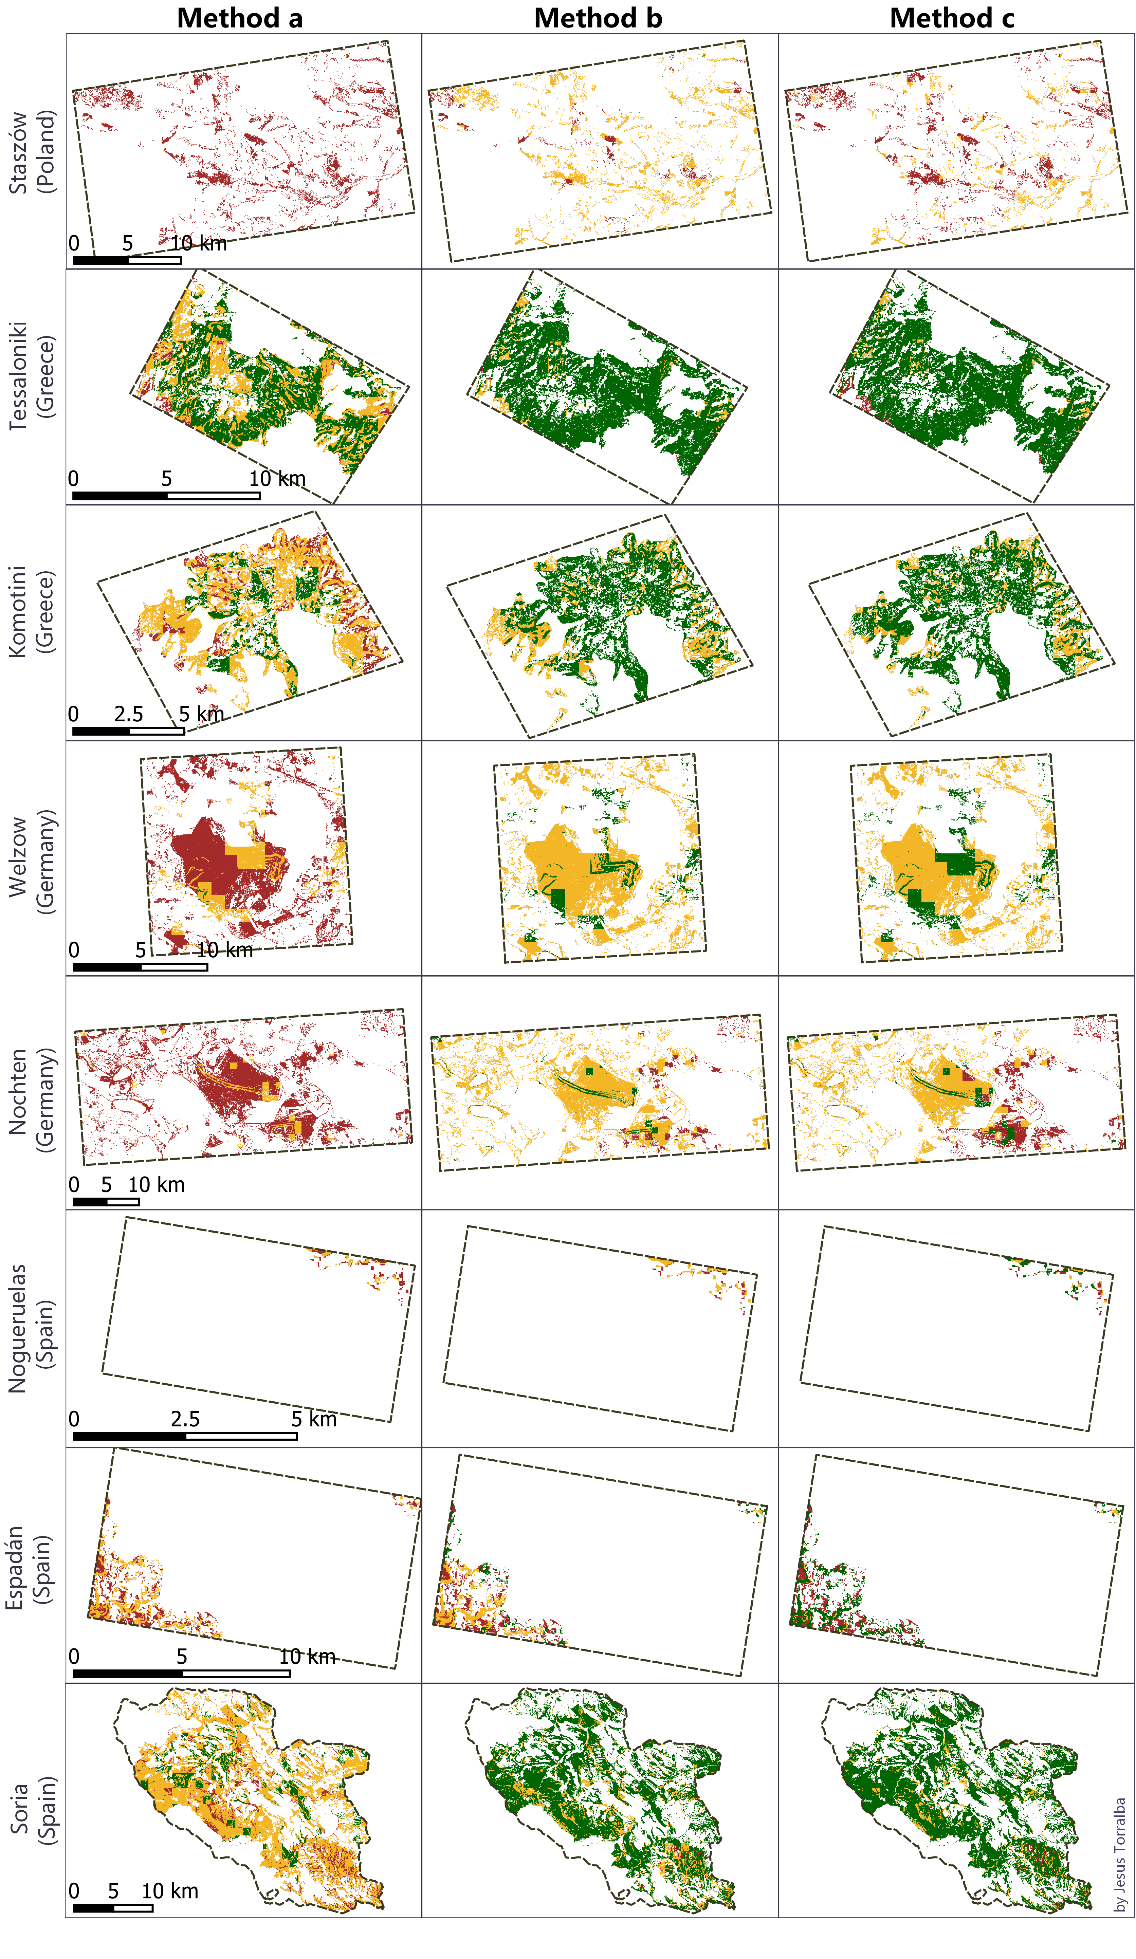 Method a Method b Method c
Staszów
(Poland)
0 5 10 km
Tessaloniki
(Greece)
0 5 10 km
Komotini
(Greece)
0 2.5 5 km
Welzow
(Germany)
0 5 10 km
Nochten
(Germany)
0 5 10 km
Nogueruelas
(Spain)
0 2.5 5 km
Espadán
(Spain)
0 5 10 km
Soria
(Spain)
0 5 10 km
by Jesus Torralba